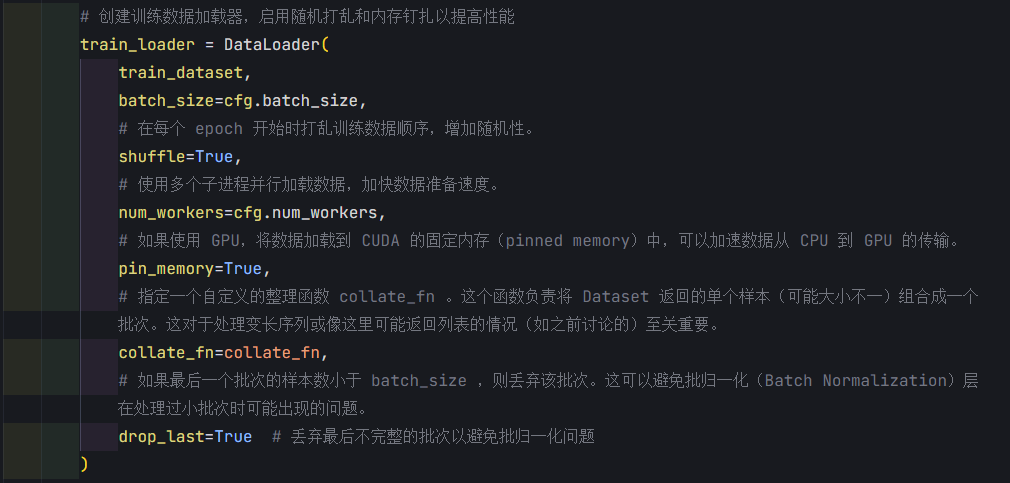 # 创建训练数据加载器，启用随机打乱和内存钉扎以提高性能
train_loader = DataLoader(
train_dataset,
batch_size=cfg.batch_size,
# 在每个 epoch 开始时打乱训练数据顺序，增加随机性。
shuffle=True,
# 使用多个子进程并行加载数据，加快数据准备速度。
num_workers=cfg.num_workers,
# 如果使用 GPU，将数据加载到 CUDA 的固定内存（pinned memory）中，可以加速数据从 CPU 到 GPU 的传输。
pin_memory=True,
# 指定一个自定义的整理函数 collate_fn 。这个函数负责将 Dataset 返回的单个样本（可能大小不一）组合成一个
批次。这对于处理变长序列或像这里可能返回列表的情况（如之前讨论的）至关重要。
collate_fn=collate_fn,
# 如果最后一个批次的样本数小于 batch_size ，则丢弃该批次。这可以避免批归一化（Batch Normalization）层
在处理过小批次时可能出现的问题。
drop_last=True  # 丢弃最后不完整的批次以避免批归一化问题
)